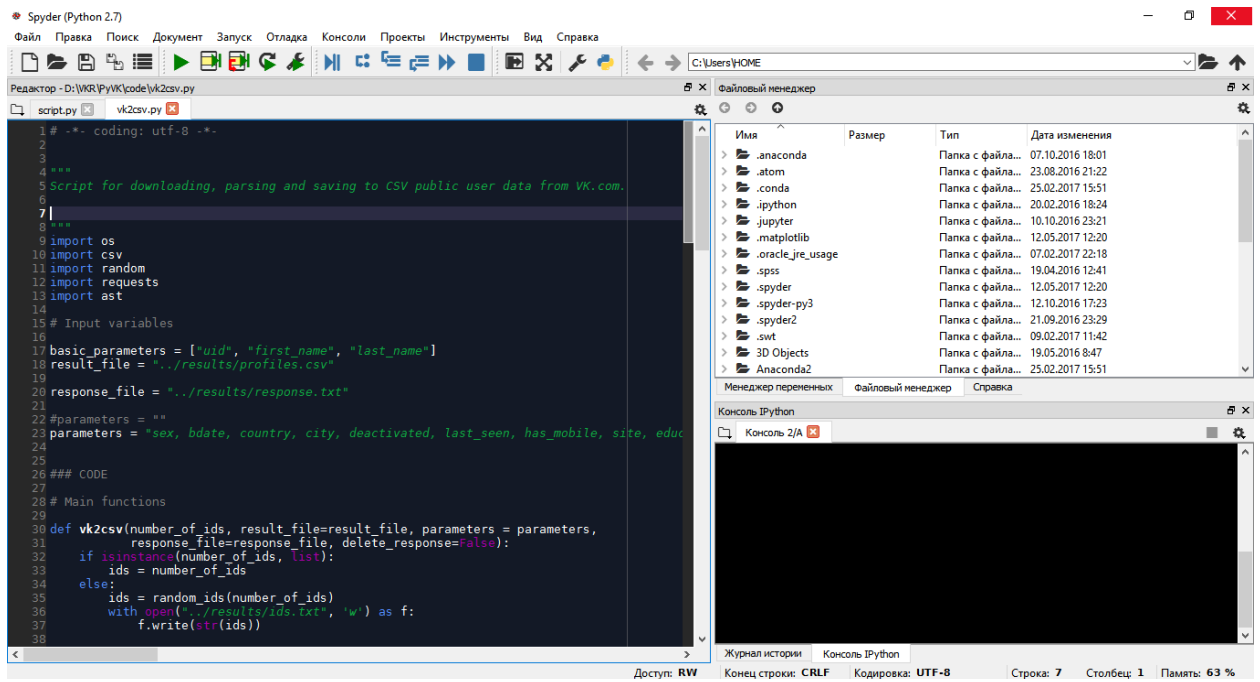 Spyder (Python 2.7)
Файл Правка Поиск Документ Запуск Отладка Консоли Проекты Инструменты Вид Справка
C:\Users\HOME
Редактор - D:\VKR\PyVK\code\vk2csv.py
script.py vk2csv.py
1 # -*- coding: utf-8 -*-
2
3
4 """
5 Script for downloading, parsing and saving to CSV public user data from VK.com.
6
7
8 """
9 import os
10 import csv
11 import random
12 import requests
13 import ast
14
15 # Input variables
16
17 basic_parameters = ["uid", "first_name", "last_name"]
18 result_file = "../results/profiles.csv"
19
20 response_file = "../results/response.txt"
21
22 #parameters = ""
23 parameters = "sex, bdate, country, city, deactivated, last_seen, has_mobile, site, educ
24
25
26 ### CODE
27
28 # Main functions
29
30 def vk2csv(number_of_ids, result_file=result_file, parameters = parameters,
31 response_file=response_file, delete_response=False):
32 if isinstance(number_of_ids, list):
33 ids = number_of_ids
34 else:
35 ids = random_ids(number_of_ids)
36 with open("../results/ids.txt", 'w') as f:
37 f.write(str(ids))
38
Файловый менеджер
Имя Размер Тип Дата изменения
.anaconda Папка с файла... 07.10.2016 18:01
.atom Папка с файла... 23.08.2016 21:22
.conda Папка с файла... 25.02.2017 15:51
.ipython Папка с файла... 20.02.2016 18:24
.jupyter Папка с файла... 10.10.2016 23:21
.matplotlib Папка с файла... 12.05.2017 12:20
.oracle_jre_usage Папка с файла... 07.02.2017 22:18
.spss Папка с файла... 19.04.2016 12:41
.spyder Папка с файла... 12.05.2017 12:20
.spyder-py3 Папка с файла... 12.10.2016 17:23
.spyder2 Папка с файла... 21.09.2016 23:29
.swt Папка с файла... 09.02.2017 11:42
3D Objects Папка с файла... 19.05.2016 8:47
Anaconda2 Папка с файла... 25.02.2017 15:51
Менеджер переменных Файловый менеджер Справка
Консоль IPython
Консоль 2/A
Журнал истории Консоль IPython
Доступ: RW Конец строки: CRLF Кодировка: UTF-8 Строка: 7 Столбец: 1 Память: 63 %